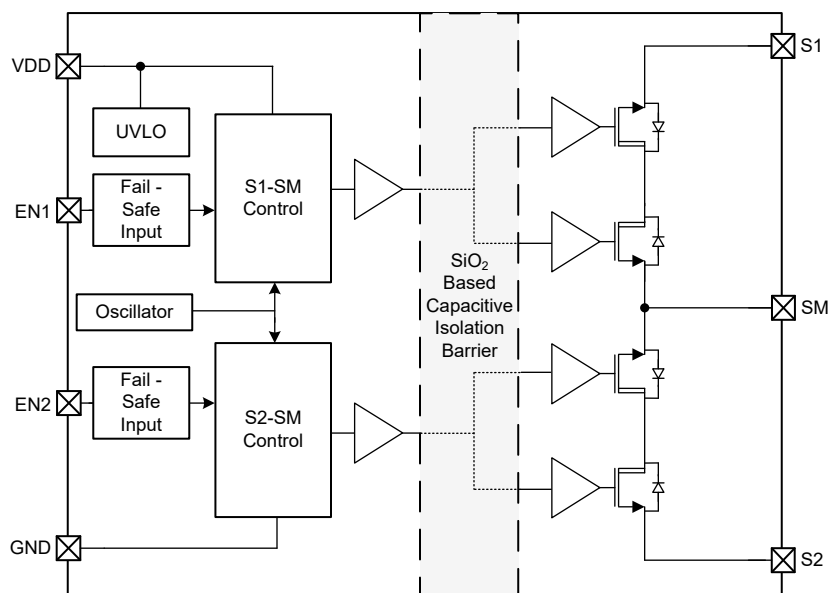 S1
VDD
UVLO
Fail -
Safe
Input
EN1
S1-SM
Control
SiO₂
Based
Capacitive
Isolation
Barrier
Oscillator
SM
Fail -
Safe
Input
EN2
S2-SM
Control
GND
S2